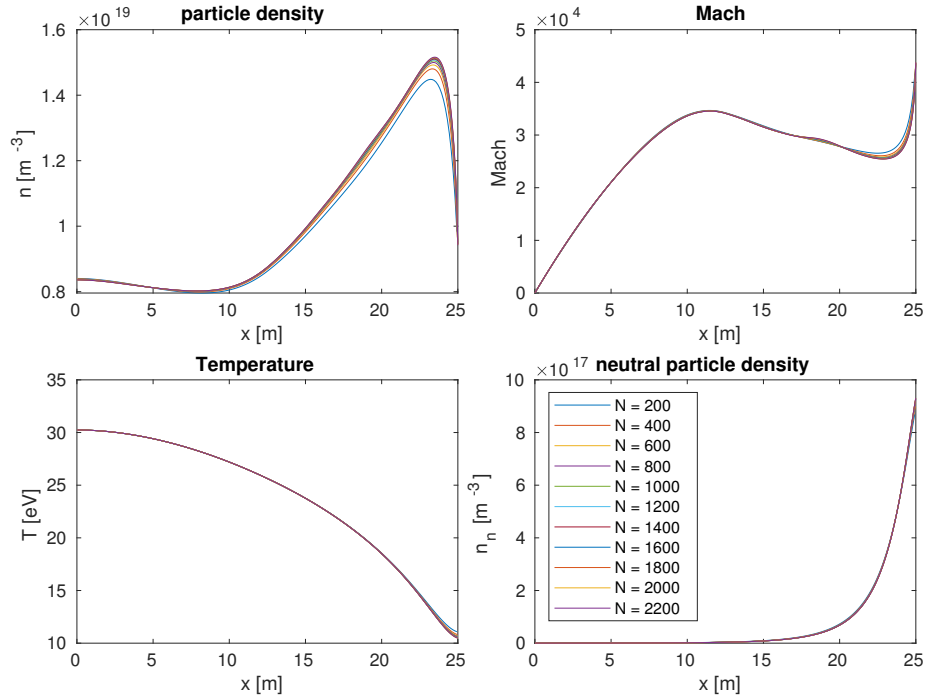 particle density
×10^19
1.6
1.4
1.2
1
0.8
n [m^-3]
0 5 10 15 20 25
x [m]
Mach
×10^4
5
4
3
2
1
0
Mach
0 5 10 15 20 25
x [m]
Temperature
35
30
25
20
15
10
T [eV]
0 5 10 15 20 25
x [m]
neutral particle density
×10^17
10
8
6
4
2
0
n_n [m^-3]
0 5 10 15 20 25
x [m]
N = 200
N = 400
N = 600
N = 800
N = 1000
N = 1200
N = 1400
N = 1600
N = 1800
N = 2000
N = 2200